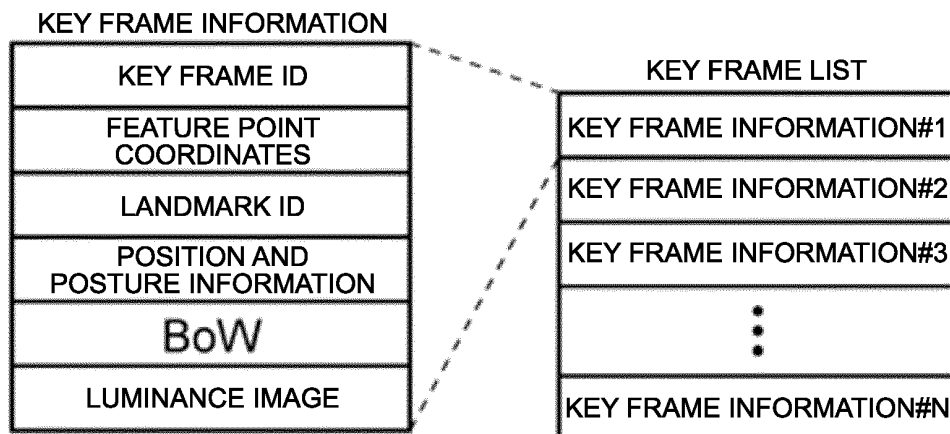 KEY FRAME INFORMATION
KEY FRAME ID
FEATURE POINT
COORDINATES
LANDMARK ID
POSITION AND
POSTURE INFORMATION
BoW
LUMINANCE IMAGE
KEY FRAME LIST
KEY FRAME INFORMATION#1
KEY FRAME INFORMATION#2
KEY FRAME INFORMATION#3
KEY FRAME INFORMATION#N